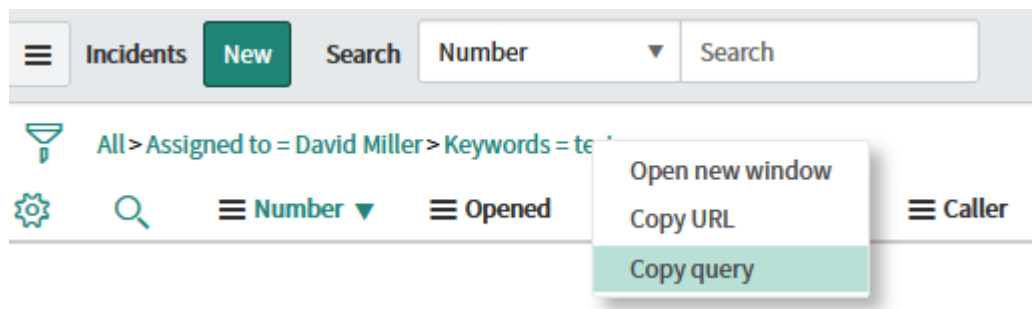 Incidents New Search Number Search
All > Assigned to = David Miller > Keywords =
Open new window
Number Opened Caller
Copy URL
Copy query